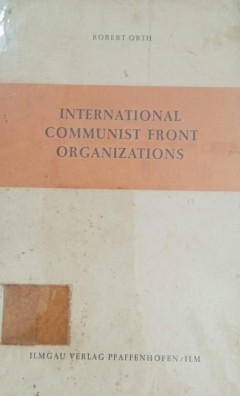 ROBERT ORTH
INTERNATIONAL
COMMUNIST FRONT
ORGANIZATIONS
ILMGAU VERLAG PFAFFENHOFEN/ILM